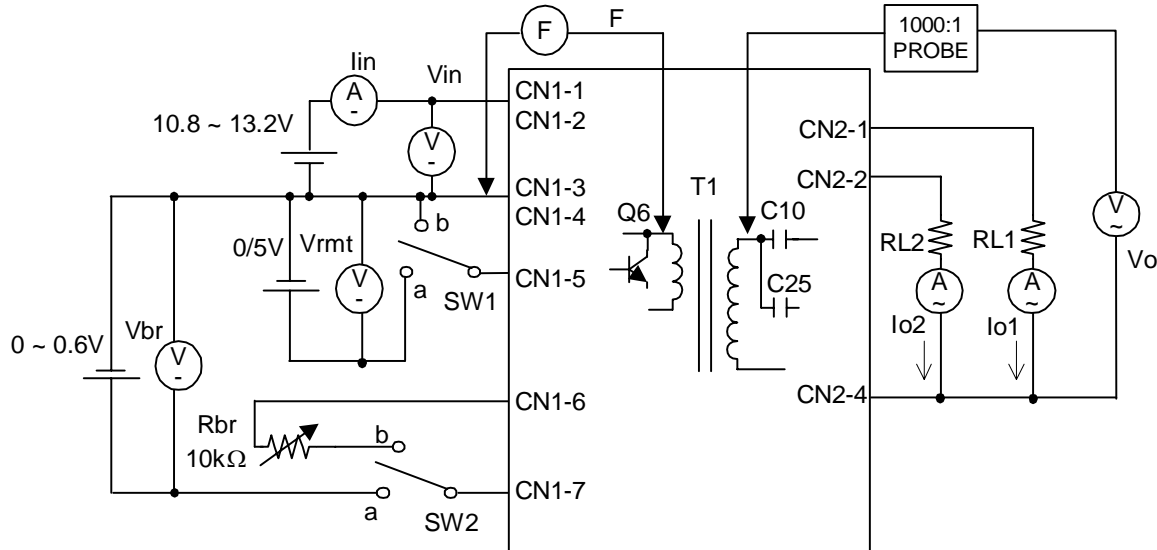 F
F
1000:1
PROBE
Iin
A
-
Vin
10.8 ~ 13.2V
V
-
CN1-1
CN1-2
CN1-3
CN1-4
CN1-5
CN1-6
CN1-7
CN2-1
CN2-2
CN2-4
T1
Q6
C10
C25
b
a
SW1
0/5V
Vrmt
V
-
Vbr
V
-
0 ~ 0.6V
Rbr
10kΩ
b
a
SW2
RL2
RL1
A
~
A
~
Io2
Io1
V
~
Vo